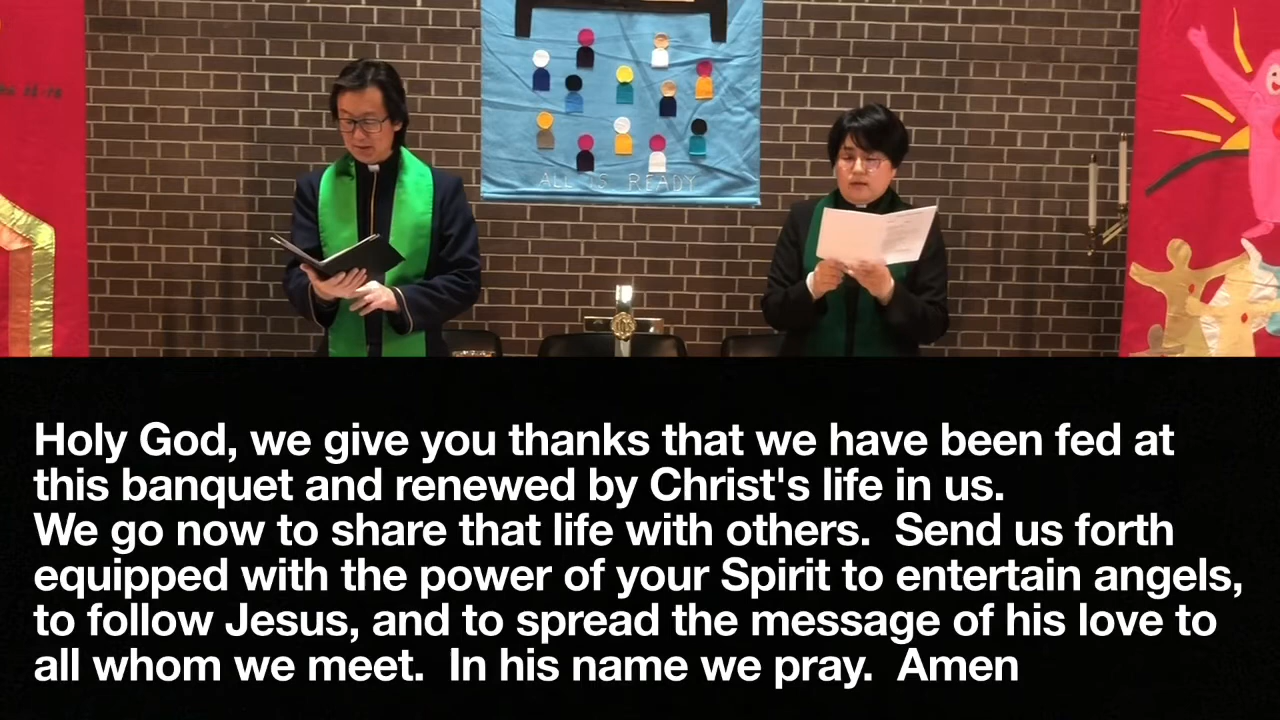 ALL IS READY
Holy God, we give you thanks that we have been fed at
this banquet and renewed by Christ's life in us.
We go now to share that life with others.  Send us forth
equipped with the power of your Spirit to entertain angels,
to follow Jesus, and to spread the message of his love to
all whom we meet.  In his name we pray.  Amen